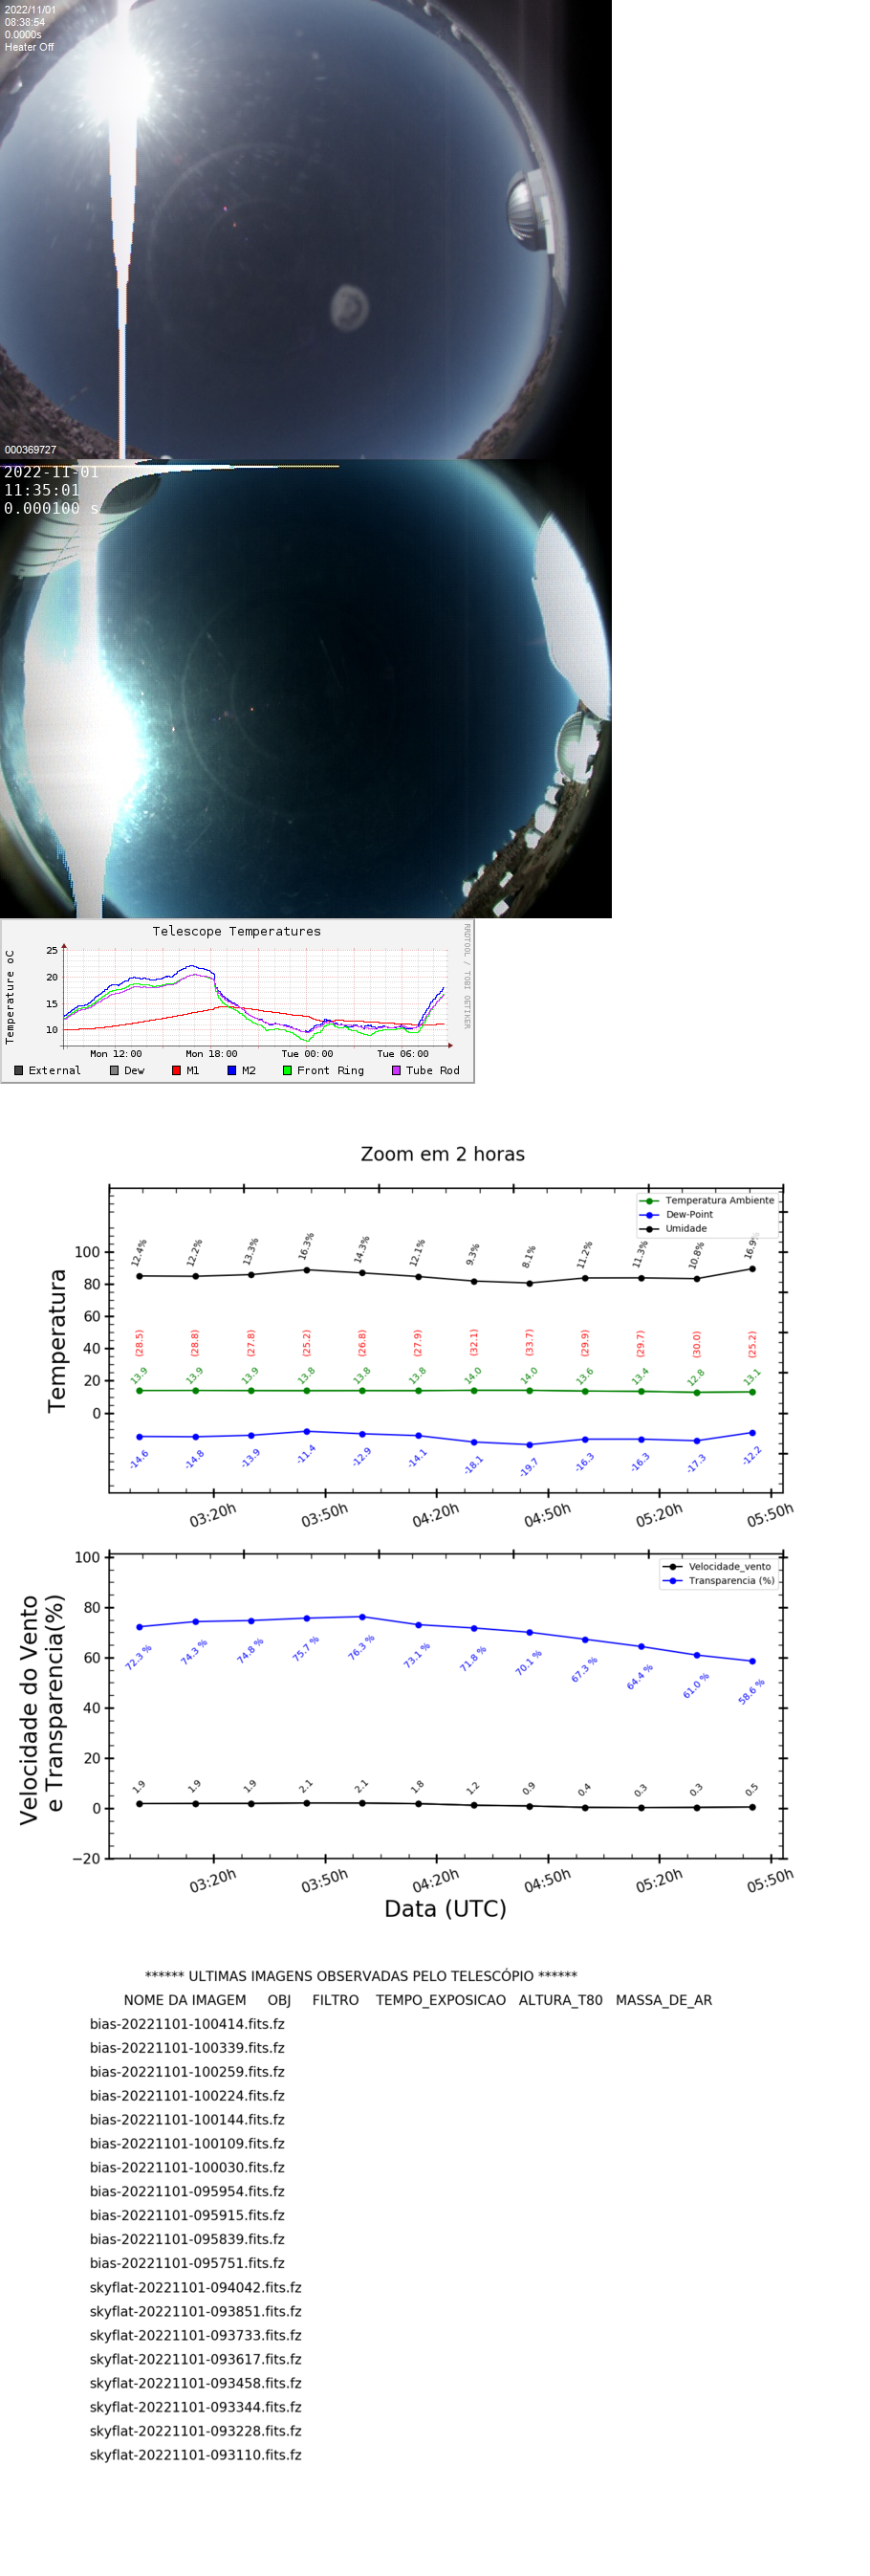 2022/11/01
08:38:54
0.0000s
Heater Off
000369727
2022-11-01
11:35:01
0.000100 s
Telescope Temperatures
RRDTOOL / TOBI OETIKER
Temperature oC
25
20
15
10
Mon 12:00 Mon 18:00 Tue 00:00 Tue 06:00
External Dew M1 M2 Front Ring Tube Rod
Zoom em 2 horas
Temperatura
Temperatura Ambiente
Dew-Point
Umidade
100
80
60
40
20
0
12.4% 12.2% 13.3% 16.3% 14.3% 12.1% 9.3% 8.1% 11.2% 11.3% 10.8% 16.9%
(28.5) (28.8) (27.8) (25.2) (26.8) (27.9) (32.1) (33.7) (29.9) (29.7) (30.0) (25.2)
13.9 13.9 13.9 13.8 13.8 13.8 14.0 14.0 13.6 13.4 12.8 13.1
-14.6 -14.8 -13.9 -11.4 -12.9 -14.1 -18.1 -19.7 -16.3 -16.3 -17.3 -12.2
03:20h 03:50h 04:20h 04:50h 05:20h 05:50h
Velocidade do Vento
e Transparencia(%)
Velocidade_vento
Transparencia (%)
100
80
60
40
20
0
−20
72.3 % 74.3 % 74.8 % 75.7 % 76.3 % 73.1 % 71.8 % 70.1 % 67.3 % 64.4 % 61.0 % 58.6 %
1.9 1.9 1.9 2.1 2.1 1.8 1.2 0.9 0.4 0.3 0.3 0.5
03:20h 03:50h 04:20h 04:50h 05:20h 05:50h
Data (UTC)
****** ULTIMAS IMAGENS OBSERVADAS PELO TELESCÓPIO ******
NOME DA IMAGEM OBJ FILTRO TEMPO_EXPOSICAO ALTURA_T80 MASSA_DE_AR
bias-20221101-100414.fits.fz
bias-20221101-100339.fits.fz
bias-20221101-100259.fits.fz
bias-20221101-100224.fits.fz
bias-20221101-100144.fits.fz
bias-20221101-100109.fits.fz
bias-20221101-100030.fits.fz
bias-20221101-095954.fits.fz
bias-20221101-095915.fits.fz
bias-20221101-095839.fits.fz
bias-20221101-095751.fits.fz
skyflat-20221101-094042.fits.fz
skyflat-20221101-093851.fits.fz
skyflat-20221101-093733.fits.fz
skyflat-20221101-093617.fits.fz
skyflat-20221101-093458.fits.fz
skyflat-20221101-093344.fits.fz
skyflat-20221101-093228.fits.fz
skyflat-20221101-093110.fits.fz